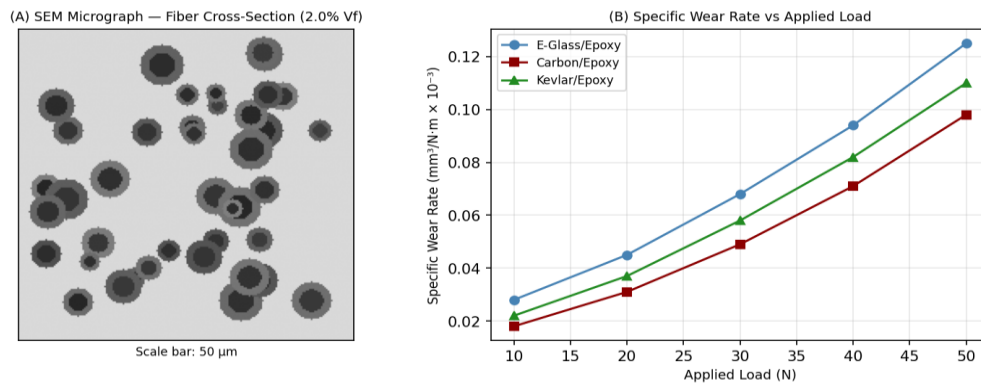 (A) SEM Micrograph — Fiber Cross-Section (2.0% Vf)
Scale bar: 50 µm
(B) Specific Wear Rate vs Applied Load
E-Glass/Epoxy
Carbon/Epoxy
Kevlar/Epoxy
Specific Wear Rate (mm³/N·m × 10⁻³)
0.12
0.10
0.08
0.06
0.04
0.02
10 15 20 25 30 35 40 45 50
Applied Load (N)